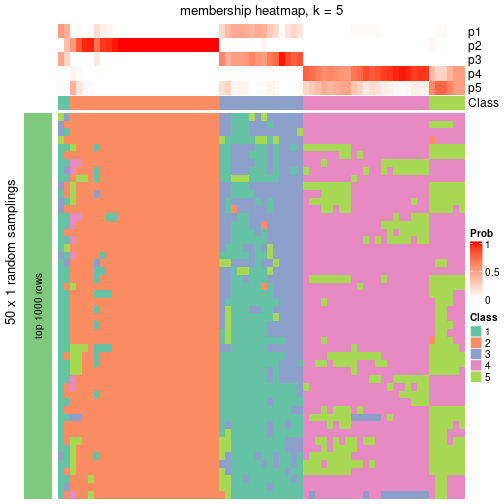 membership heatmap, k = 5
p1
p2
p3
p4
p5
Class
50 x 1 random samplings
top 1000 rows
Prob
1
0.5
0
Class
1
2
3
4
5